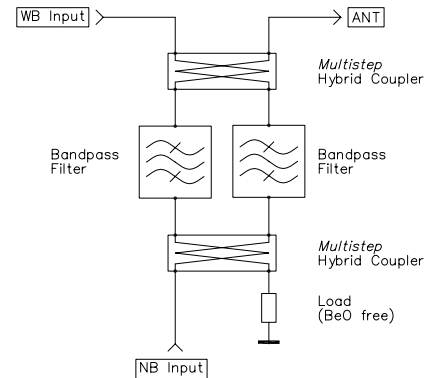 WB Input
ANT
Multistep
Hybrid Coupler
Bandpass
Filter
Bandpass
Filter
Multistep
Hybrid Coupler
Load
(BeO free)
NB Input